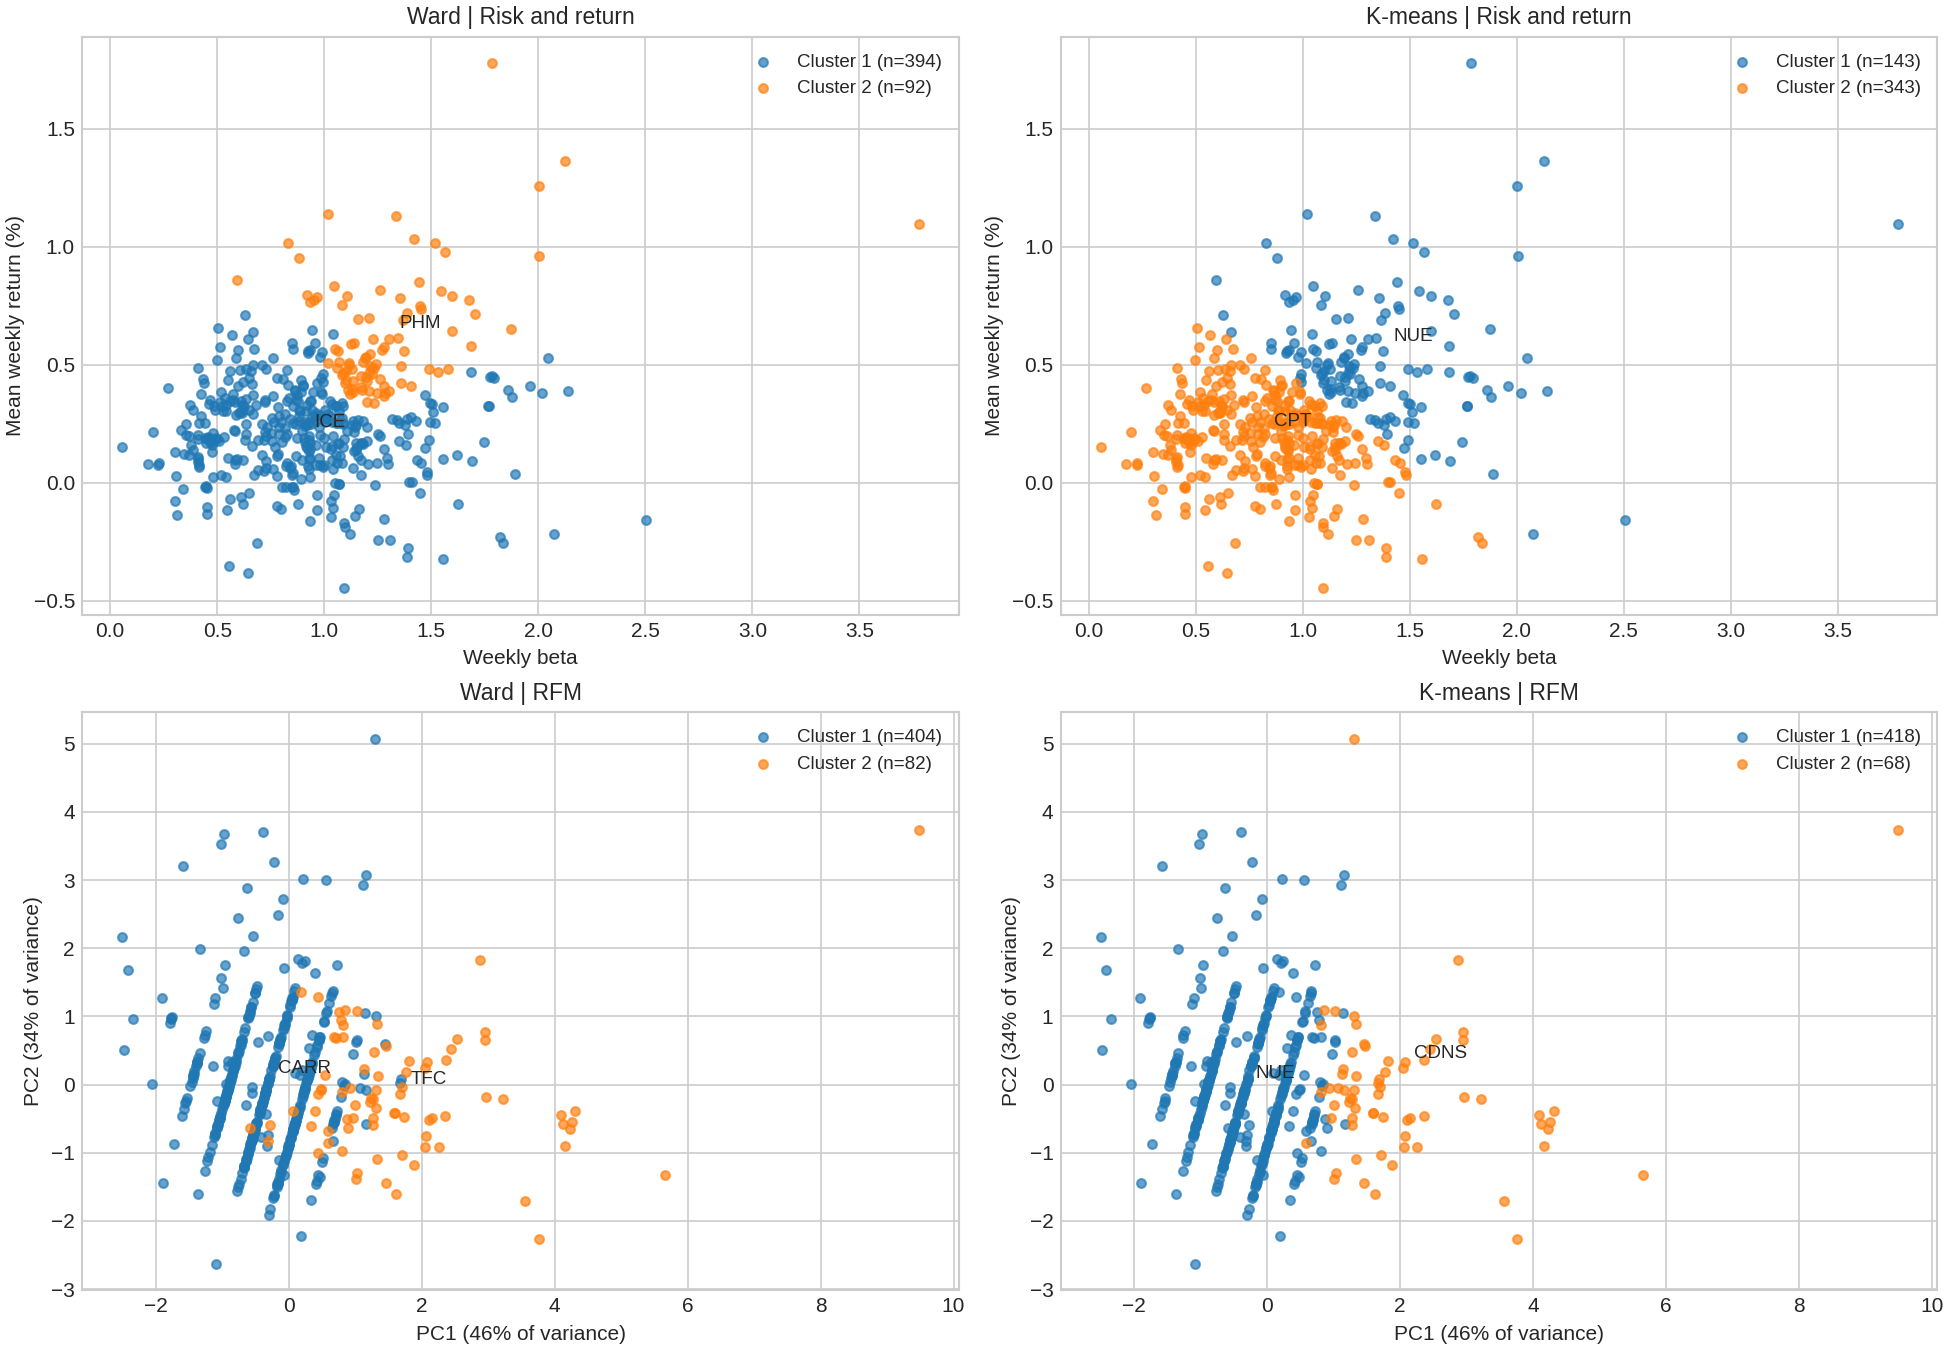 Ward | Risk and return
Mean weekly return (%)
1.5
1.0
0.5
0.0
−0.5
Cluster 1 (n=394)
Cluster 2 (n=92)
PHM
ICE
0.0 0.5 1.0 1.5 2.0 2.5 3.0 3.5
Weekly beta
K-means | Risk and return
Mean weekly return (%)
1.5
1.0
0.5
0.0
−0.5
Cluster 1 (n=143)
Cluster 2 (n=343)
NUE
CPT
0.0 0.5 1.0 1.5 2.0 2.5 3.0 3.5
Weekly beta
Ward | RFM
PC2 (34% of variance)
5
4
3
2
1
0
−1
−2
−3
Cluster 1 (n=404)
Cluster 2 (n=82)
CARR
TFC
−2 0 2 4 6 8 10
PC1 (46% of variance)
K-means | RFM
PC2 (34% of variance)
5
4
3
2
1
0
−1
−2
−3
Cluster 1 (n=418)
Cluster 2 (n=68)
CDNS
NUE
−2 0 2 4 6 8 10
PC1 (46% of variance)